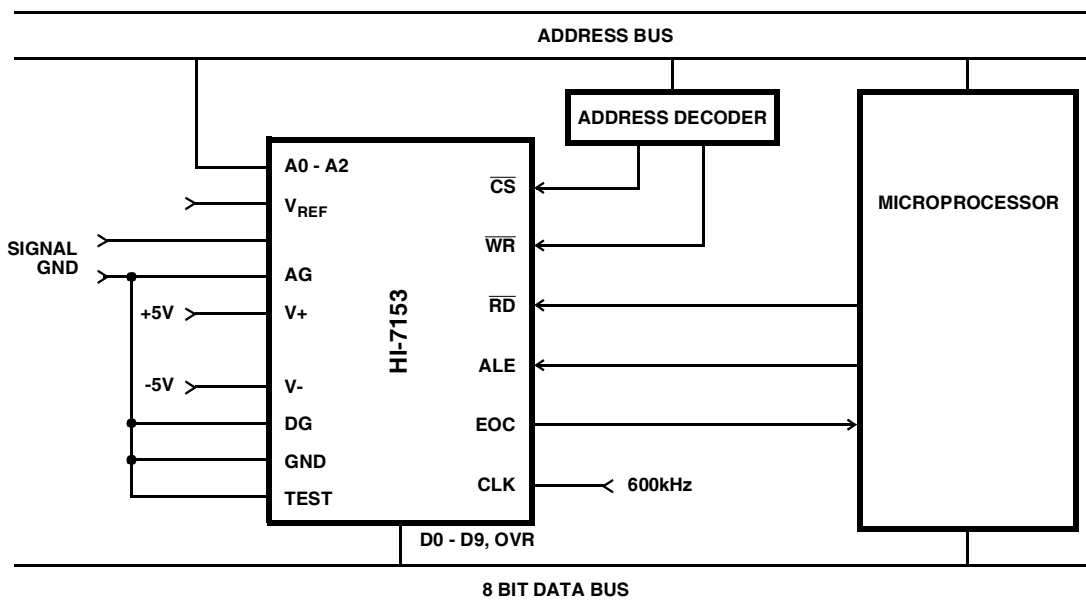 ADDRESS BUS
ADDRESS DECODER
A0 - A2
CS
VREF
MICROPROCESSOR
SIGNAL
GND
WR
AG
HI-7153
+5V
V+
RD
-5V
V-
ALE
DG
EOC
GND
CLK
600kHz
TEST
D0 - D9, OVR
8 BIT DATA BUS